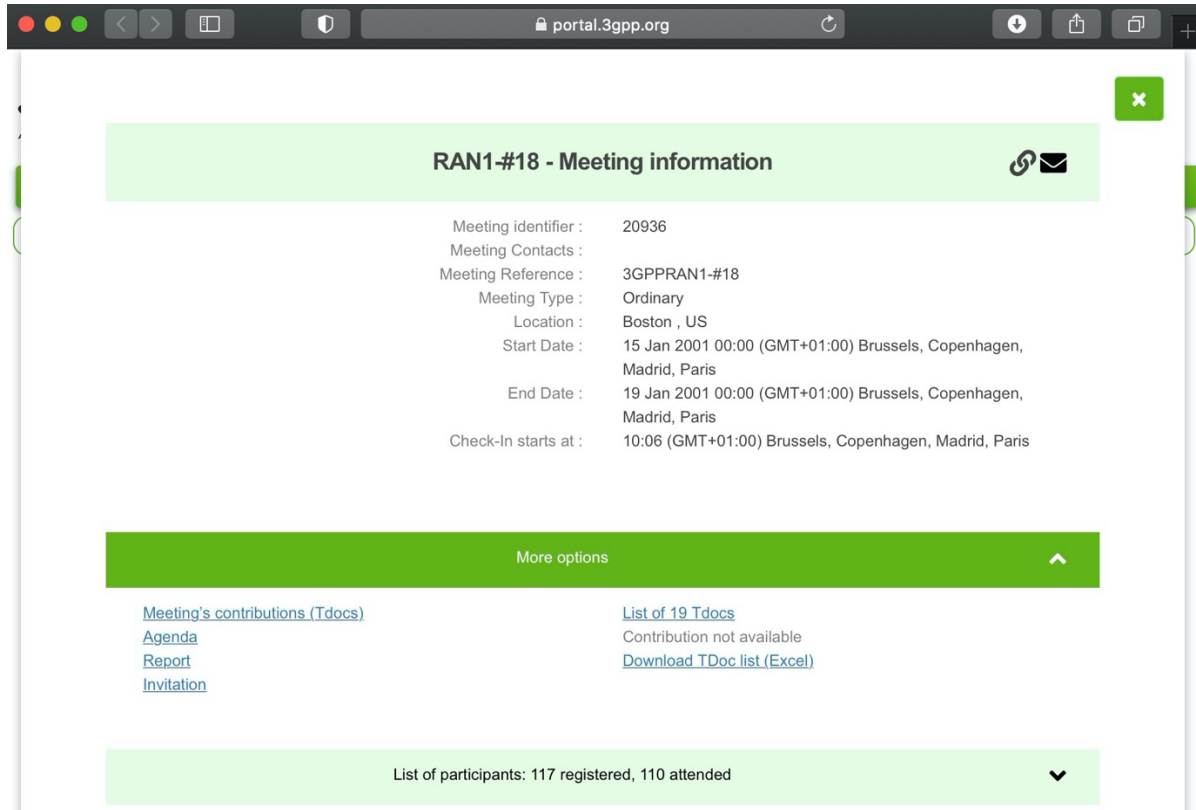 portal.3gpp.org
RAN1-#18 - Meeting information
Meeting identifier : 20936
Meeting Contacts :
Meeting Reference : 3GPPRAN1-#18
Meeting Type : Ordinary
Location : Boston , US
Start Date : 15 Jan 2001 00:00 (GMT+01:00) Brussels, Copenhagen,
Madrid, Paris
End Date : 19 Jan 2001 00:00 (GMT+01:00) Brussels, Copenhagen,
Madrid, Paris
Check-In starts at : 10:06 (GMT+01:00) Brussels, Copenhagen, Madrid, Paris
More options
Meeting's contributions (Tdocs) List of 19 Tdocs
Agenda Contribution not available
Report Download TDoc list (Excel)
Invitation
List of participants: 117 registered, 110 attended